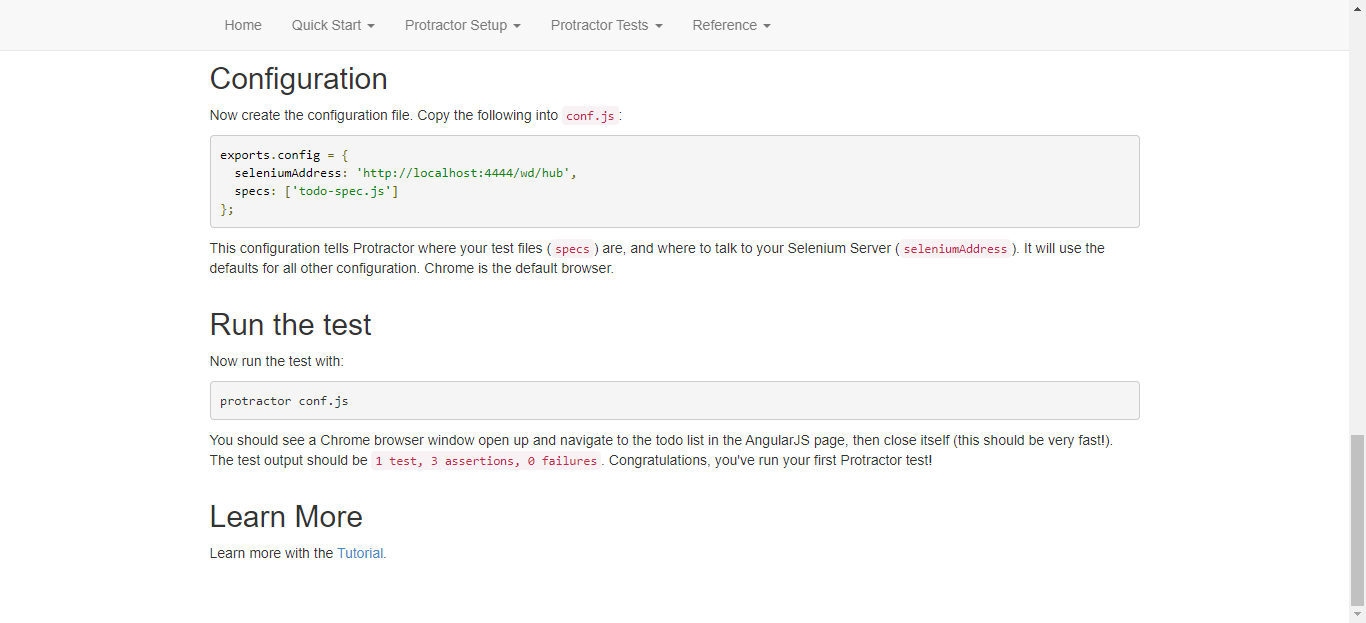 Home Quick Start Protractor Setup Protractor Tests Reference
Configuration
Now create the configuration file. Copy the following into conf.js:
exports.config = {
  seleniumAddress: 'http://localhost:4444/wd/hub',
  specs: ['todo-spec.js']
};
This configuration tells Protractor where your test files ( specs ) are, and where to talk to your Selenium Server ( seleniumAddress ). It will use the
defaults for all other configuration. Chrome is the default browser.
Run the test
Now run the test with:
protractor conf.js
You should see a Chrome browser window open up and navigate to the todo list in the AngularJS page, then close itself (this should be very fast!).
The test output should be 1 test, 3 assertions, 0 failures . Congratulations, you've run your first Protractor test!
Learn More
Learn more with the Tutorial.